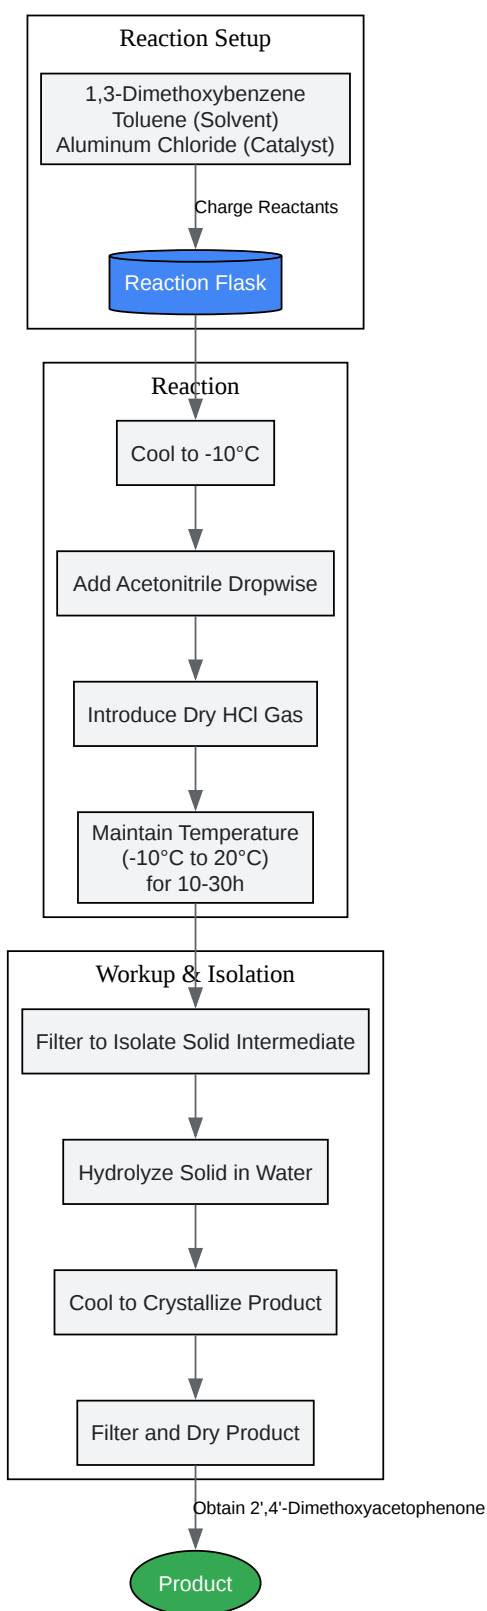 Reaction Setup
1,3-Dimethoxybenzene
Toluene (Solvent)
Aluminum Chloride (Catalyst)
Charge Reactants
Reaction Flask
Reaction
Cool to -10°C
Add Acetonitrile Dropwise
Introduce Dry HCl Gas
Maintain Temperature
(-10°C to 20°C)
for 10-30h
Workup & Isolation
Filter to Isolate Solid Intermediate
Hydrolyze Solid in Water
Cool to Crystallize Product
Filter and Dry Product
Obtain 2',4'-Dimethoxyacetophenone
Product